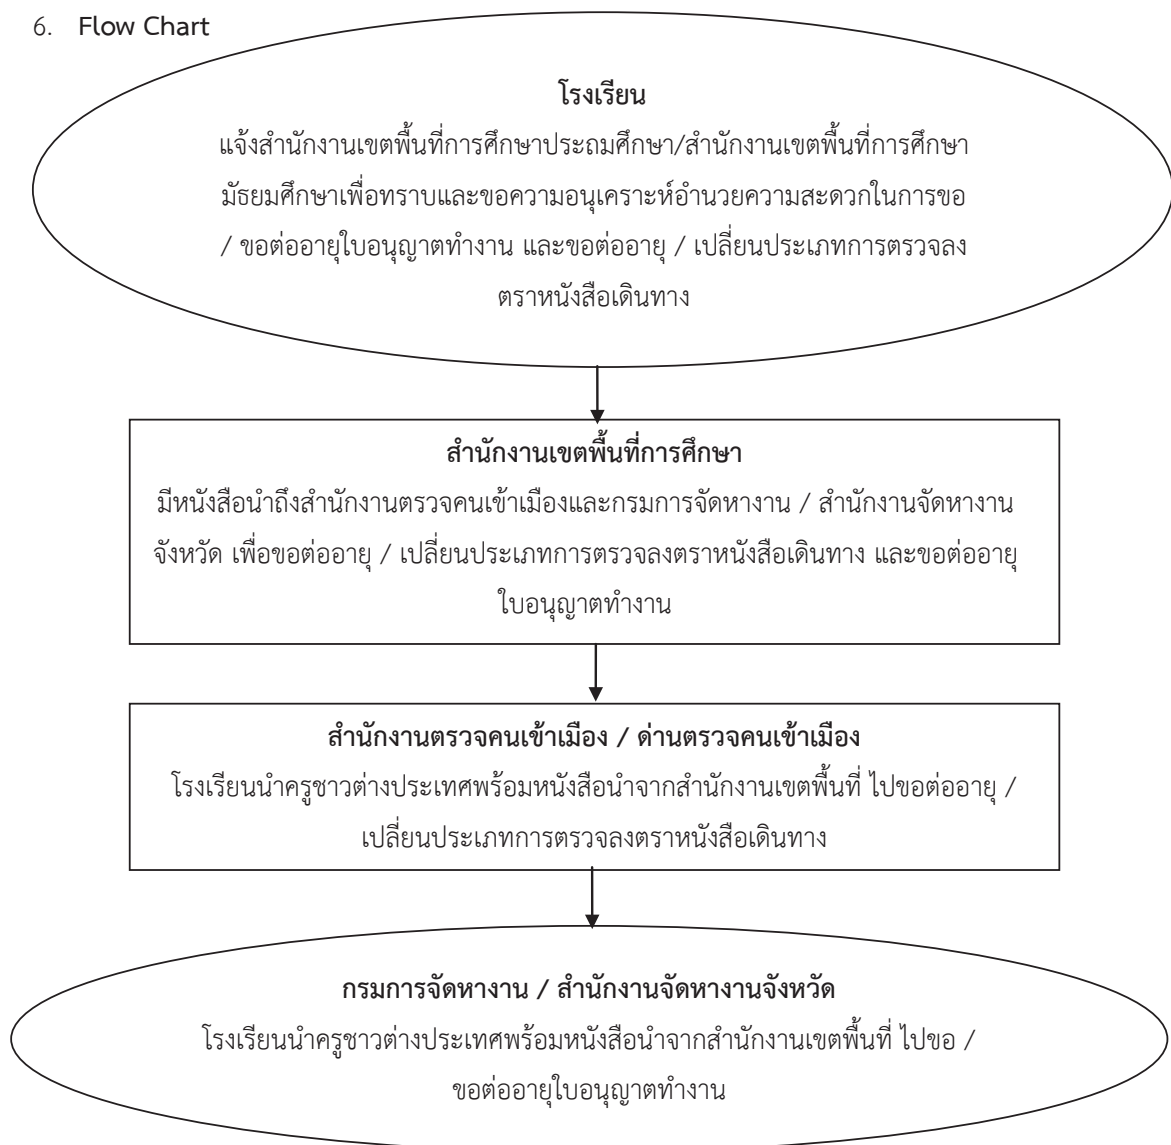 6. Flow Chart
โรงเรียน
แจ้งสำนักงานเขตพื้นที่การศึกษาประถมศึกษา/สำนักงานเขตพื้นที่การศึกษา
มัธยมศึกษาเพื่อทราบและขอความอนุเคราะห์อำนวยความสะดวกในการขอ
/ ขอต่ออายุใบอนุญาตทำงาน และขอต่ออายุ / เปลี่ยนประเภทการตรวจลง
ตราหนังสือเดินทาง
สำนักงานเขตพื้นที่การศึกษา
มีหนังสือนำถึงสำนักงานตรวจคนเข้าเมืองและกรมการจัดหางาน / สำนักงานจัดหางาน
จังหวัด เพื่อขอต่ออายุ / เปลี่ยนประเภทการตรวจลงตราหนังสือเดินทาง และขอต่ออายุ
ใบอนุญาตทำงาน
สำนักงานตรวจคนเข้าเมือง / ด่านตรวจคนเข้าเมือง
โรงเรียนนำครูชาวต่างประเทศพร้อมหนังสือนำจากสำนักงานเขตพื้นที่ ไปขอต่ออายุ /
เปลี่ยนประเภทการตรวจลงตราหนังสือเดินทาง
กรมการจัดหางาน / สำนักงานจัดหางานจังหวัด
โรงเรียนนำครูชาวต่างประเทศพร้อมหนังสือนำจากสำนักงานเขตพื้นที่ ไปขอ /
ขอต่ออายุใบอนุญาตทำงาน